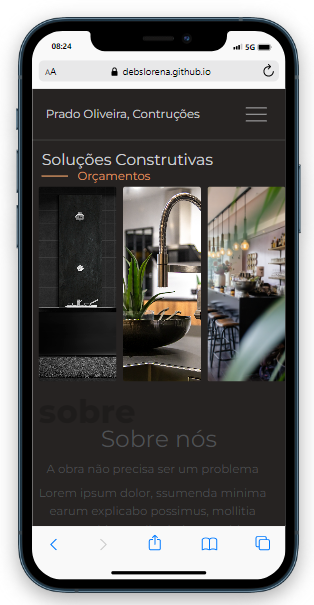 08:24
5G
AA
debslorena.github.io
Prado Oliveira, Contruções
Soluções Construtivas
Orçamentos
sobre
Sobre nós
A obra não precisa ser um problema
Lorem ipsum dolor, ssumenda minima
earum explicabo possimus, mollitia